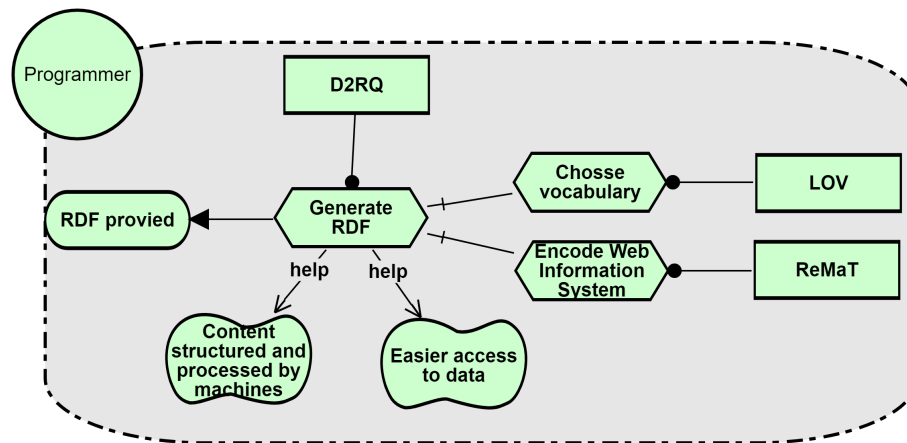 Programmer
D2RQ
Chosse
vocabulary
LOV
RDF provied
Generate
RDF
Encode Web
Information
System
ReMaT
help
help
Content
structured and
processed by
machines
Easier access
to data